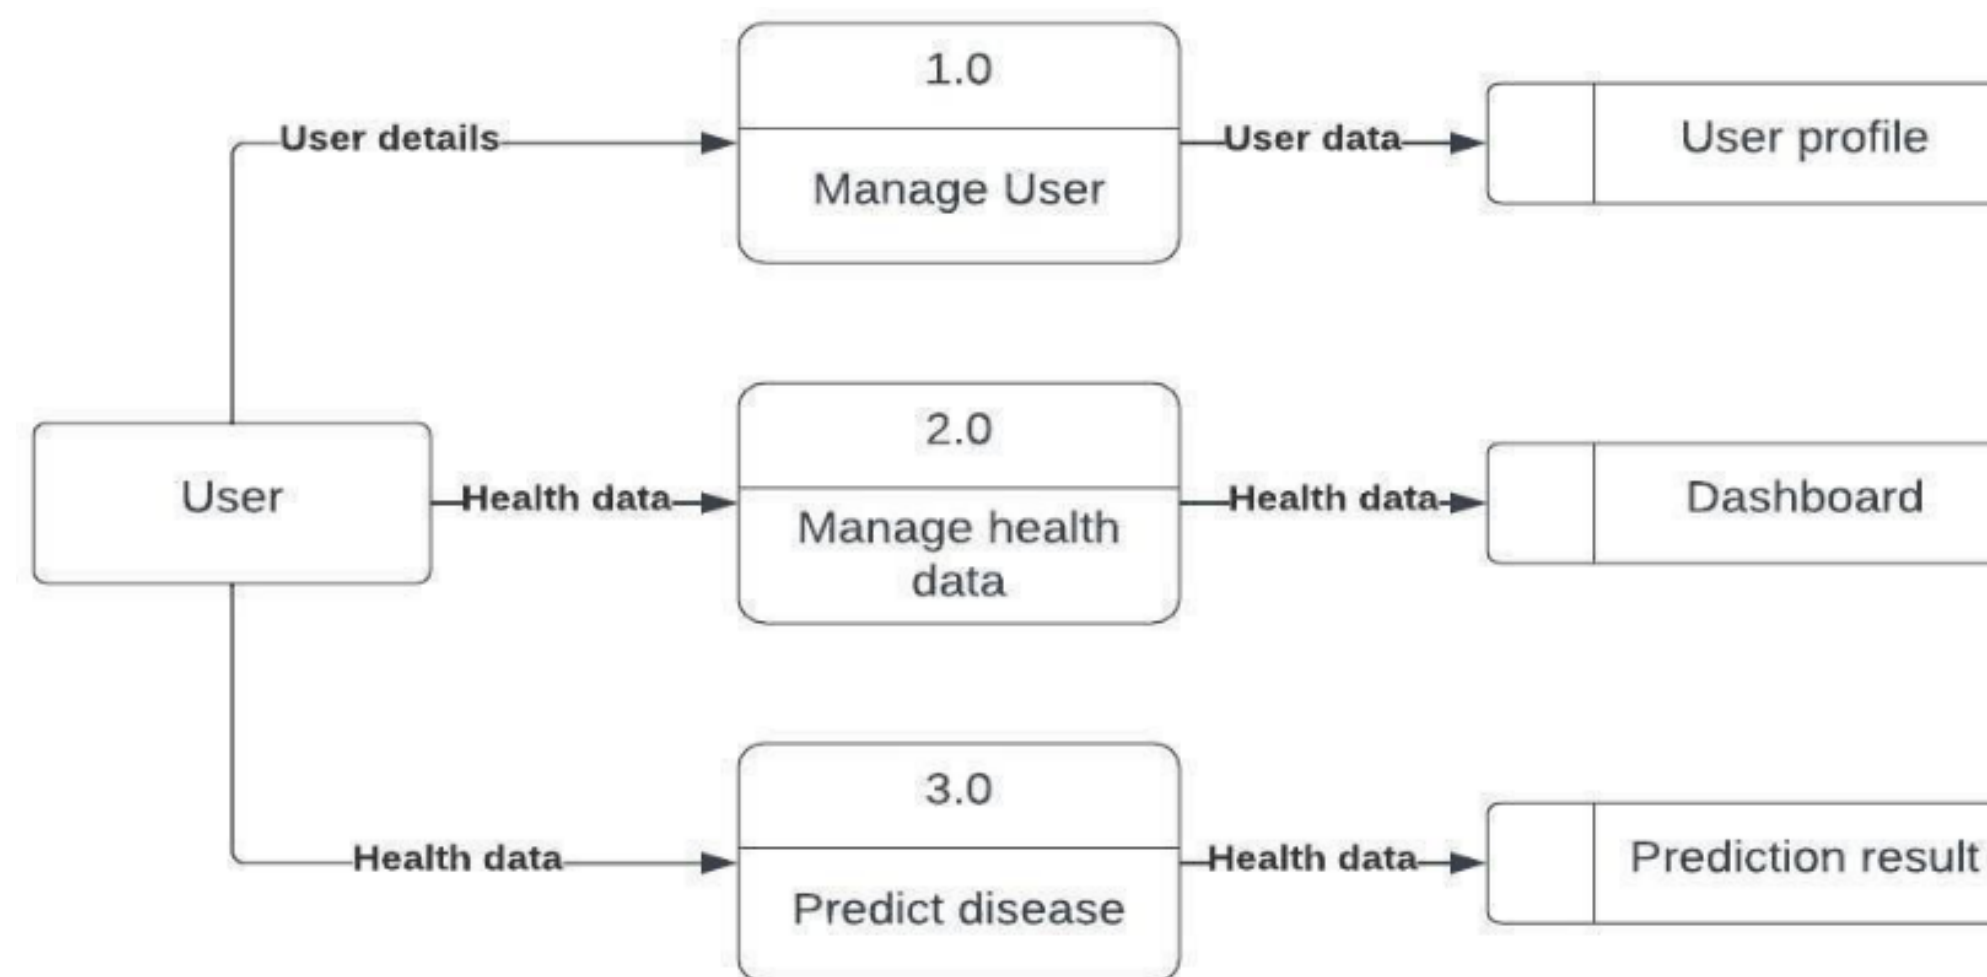 1.0
User details
Manage User
User data
User profile
User
Health data
2.0
Manage health
data
Health data
Dashboard
Health data
3.0
Predict disease
Health data
Prediction result